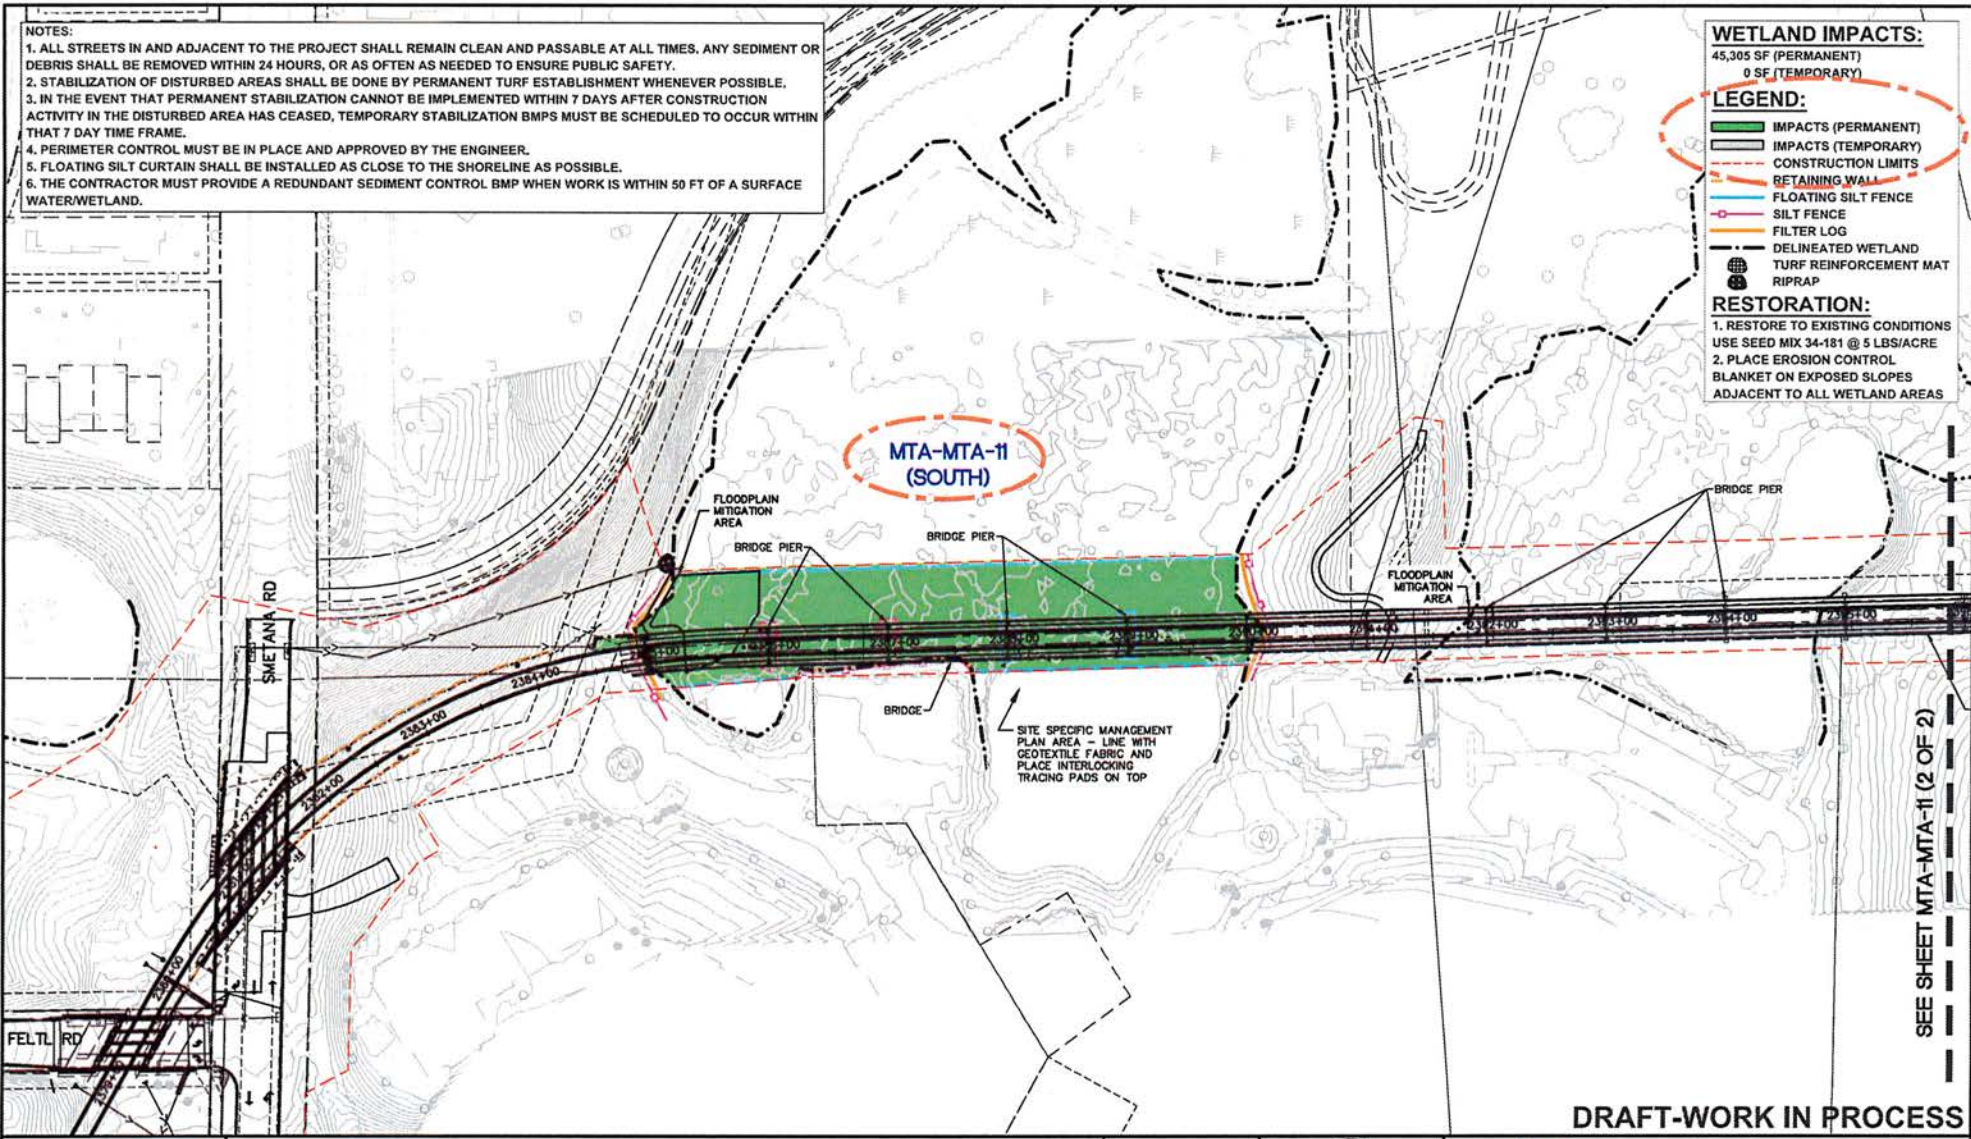 NOTES:
1. ALL STREETS IN AND ADJACENT TO THE PROJECT SHALL REMAIN CLEAN AND PASSABLE AT ALL TIMES. ANY SEDIMENT OR
DEBRIS SHALL BE REMOVED WITHIN 24 HOURS, OR AS OFTEN AS NEEDED TO ENSURE PUBLIC SAFETY.
2. STABILIZATION OF DISTURBED AREAS SHALL BE DONE BY PERMANENT TURF ESTABLISHMENT WHENEVER POSSIBLE.
3. IN THE EVENT THAT PERMANENT STABILIZATION CANNOT BE IMPLEMENTED WITHIN 7 DAYS AFTER CONSTRUCTION
ACTIVITY IN THE DISTURBED AREA HAS CEASED, TEMPORARY STABILIZATION BMPS MUST BE SCHEDULED TO OCCUR WITHIN
THAT 7 DAY TIME FRAME.
4. PERIMETER CONTROL MUST BE IN PLACE AND APPROVED BY THE ENGINEER.
5. FLOATING SILT CURTAIN SHALL BE INSTALLED AS CLOSE TO THE SHORELINE AS POSSIBLE.
6. THE CONTRACTOR MUST PROVIDE A REDUNDANT SEDIMENT CONTROL BMP WHEN WORK IS WITHIN 50 FT OF A SURFACE
WATER/WETLAND.
WETLAND IMPACTS:
45,305 SF (PERMANENT)
0 SF (TEMPORARY)
LEGEND:
IMPACTS (PERMANENT)
IMPACTS (TEMPORARY)
CONSTRUCTION LIMITS
RETAINING WALL
FLOATING SILT FENCE
SILT FENCE
FILTER LOG
DELINEATED WETLAND
TURF REINFORCEMENT MAT
RIPRAP
RESTORATION:
1. RESTORE TO EXISTING CONDITIONS
USE SEED MIX 34-181 @ 5 LBS/ACRE
2. PLACE EROSION CONTROL
BLANKET ON EXPOSED SLOPES
ADJACENT TO ALL WETLAND AREAS
MTA-MTA-11
(SOUTH)
FLOODPLAIN
MITIGATION
AREA
BRIDGE PIER
BRIDGE PIER
BRIDGE PIER
FLOODPLAIN
MITIGATION
AREA
SMETANA RD
2384+00
2383+00
2382+00
BRIDGE
SITE SPECIFIC MANAGEMENT
PLAN AREA - LINE WITH
GEOTEXTILE FABRIC AND
PLACE INTERLOCKING
TRACING PADS ON TOP
FELTL RD
SEE SHEET MTA-MTA-11 (2 OF 2)
DRAFT-WORK IN PROCESS